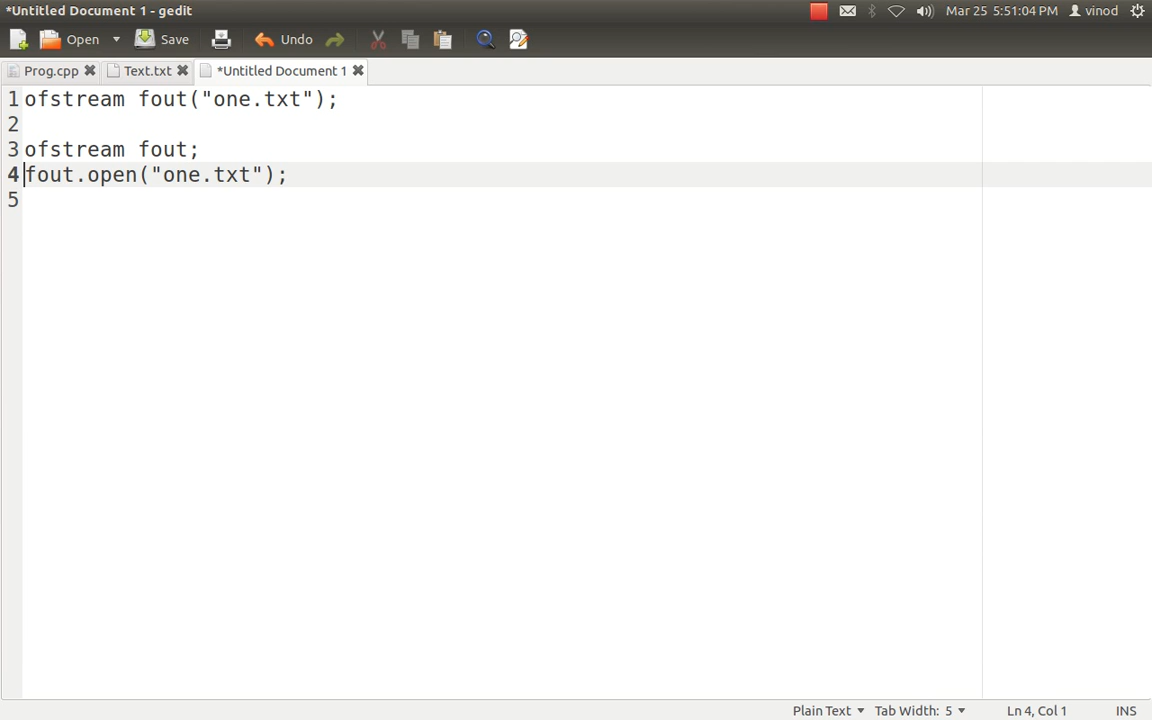 *Untitled Document 1 - gedit
Mar 25 5:51:04 PM vinod
Open Save Undo
Prog.cpp Text.txt *Untitled Document 1
1 ofstream fout("one.txt");
2
3 ofstream fout;
4 fout.open("one.txt");
5
Plain Text Tab Width: 5 Ln 4, Col 1 INS